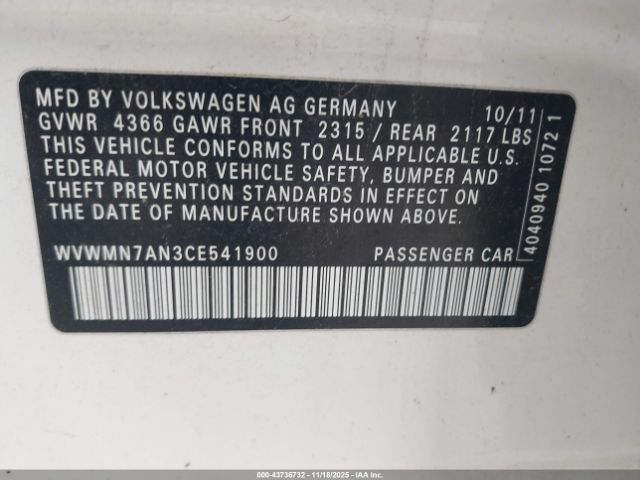 MFD BY VOLKSWAGEN AG GERMANY 10/11
GVWR 4366 GAWR FRONT 2315 / REAR 2117 LBS
THIS VEHICLE CONFORMS TO ALL APPLICABLE U.S.
FEDERAL MOTOR VEHICLE SAFETY, BUMPER AND
THEFT PREVENTION STANDARDS IN EFFECT ON
THE DATE OF MANUFACTURE SHOWN ABOVE.
WVWMN7AN3CE541900 PASSENGER CAR
4040940 1072 1
000-43736732 - 11/18/2025 - IAA, Inc.